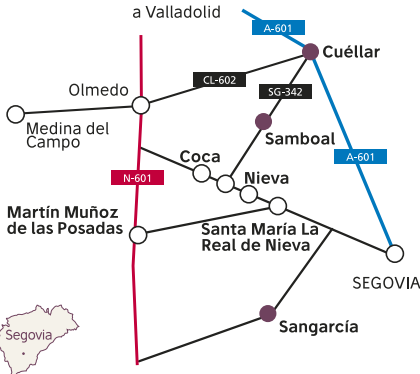 a Valladolid
A-601
Cuéllar
CL-602
Olmedo
SG-342
Medina del
Campo
Samboal
Coca
A-601
N-601
Nieva
Martín Muñoz
de las Posadas
Santa María La
Real de Nieva
SEGOVIA
Segovia
Sangarcía